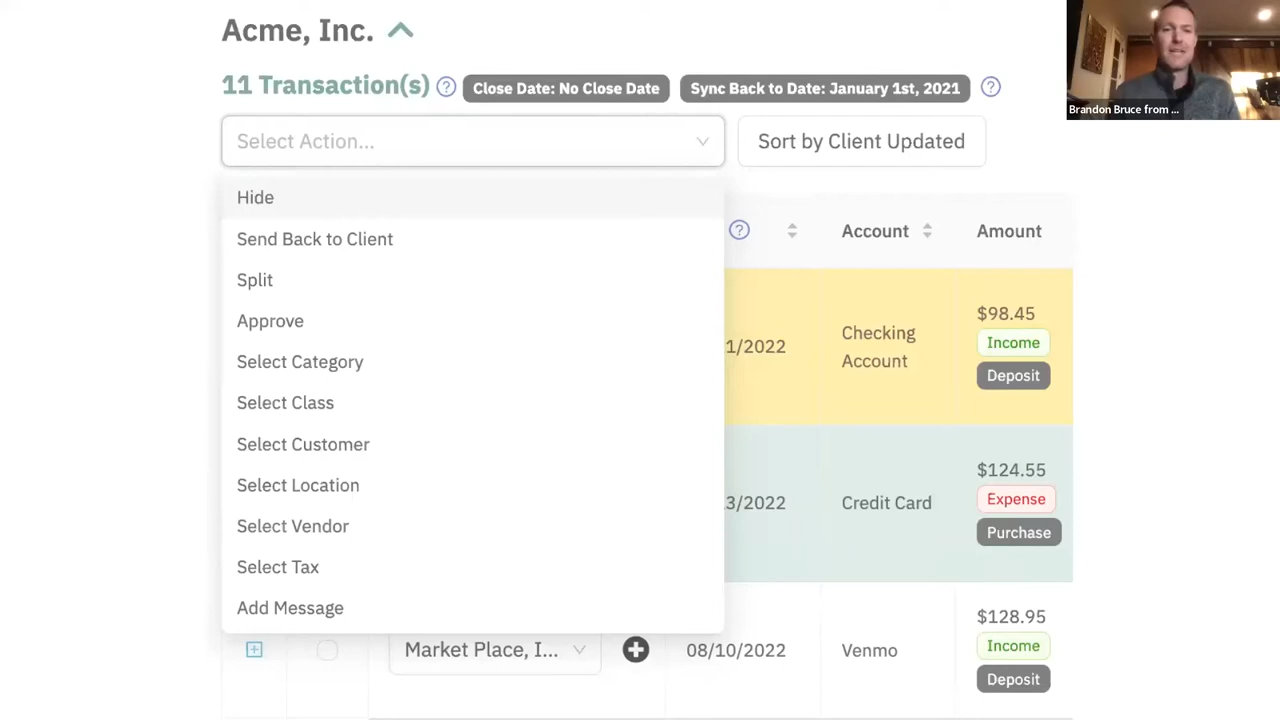 Acme, Inc.
11 Transaction(s) ? Close Date: No Close Date Sync Back to Date: January 1st, 2021 ?
Brandon Bruce from ...
Select Action... Sort by Client Updated
Hide
Send Back to Client
Split
Approve
Select Category
Select Class
Select Customer
Select Location
Select Vendor
Select Tax
Add Message
? Account Amount
1/2022 Checking Account $98.45 Income Deposit
3/2022 Credit Card $124.55 Expense Purchase
Market Place, I... 08/10/2022 Venmo $128.95 Income Deposit